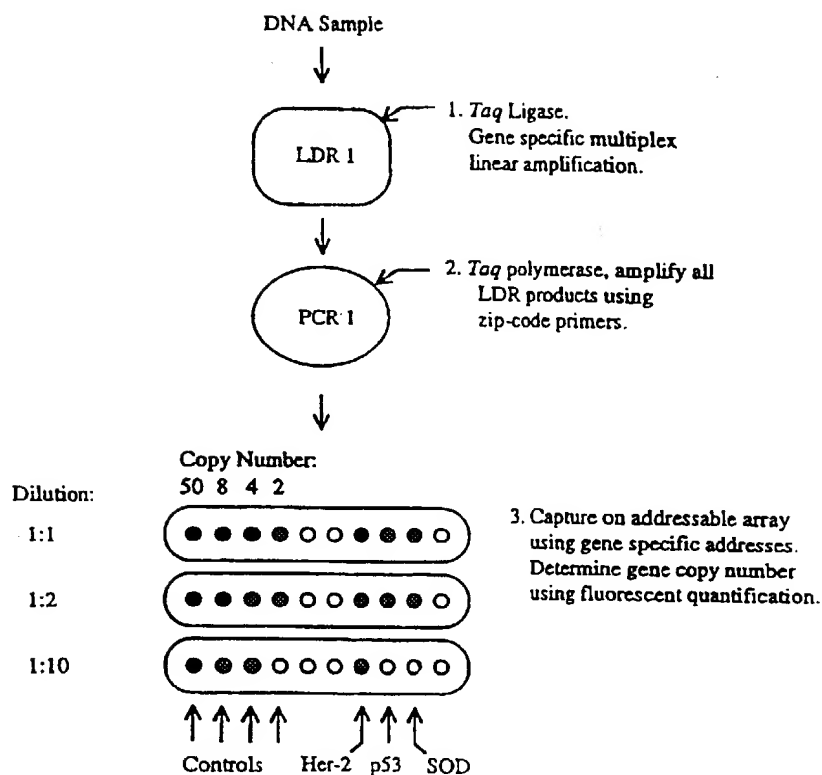 DNA Sample
1. Taq Ligase.
Gene specific multiplex
linear amplification.
LDR 1
2. Taq polymerase, amplify all
LDR products using
zip-code primers.
PCR 1
Copy Number:
50 8 4 2
Dilution:
1:1
1:2
1:10
3. Capture on addressable array
using gene specific addresses.
Determine gene copy number
using fluorescent quantification.
Controls Her-2 p53 SOD